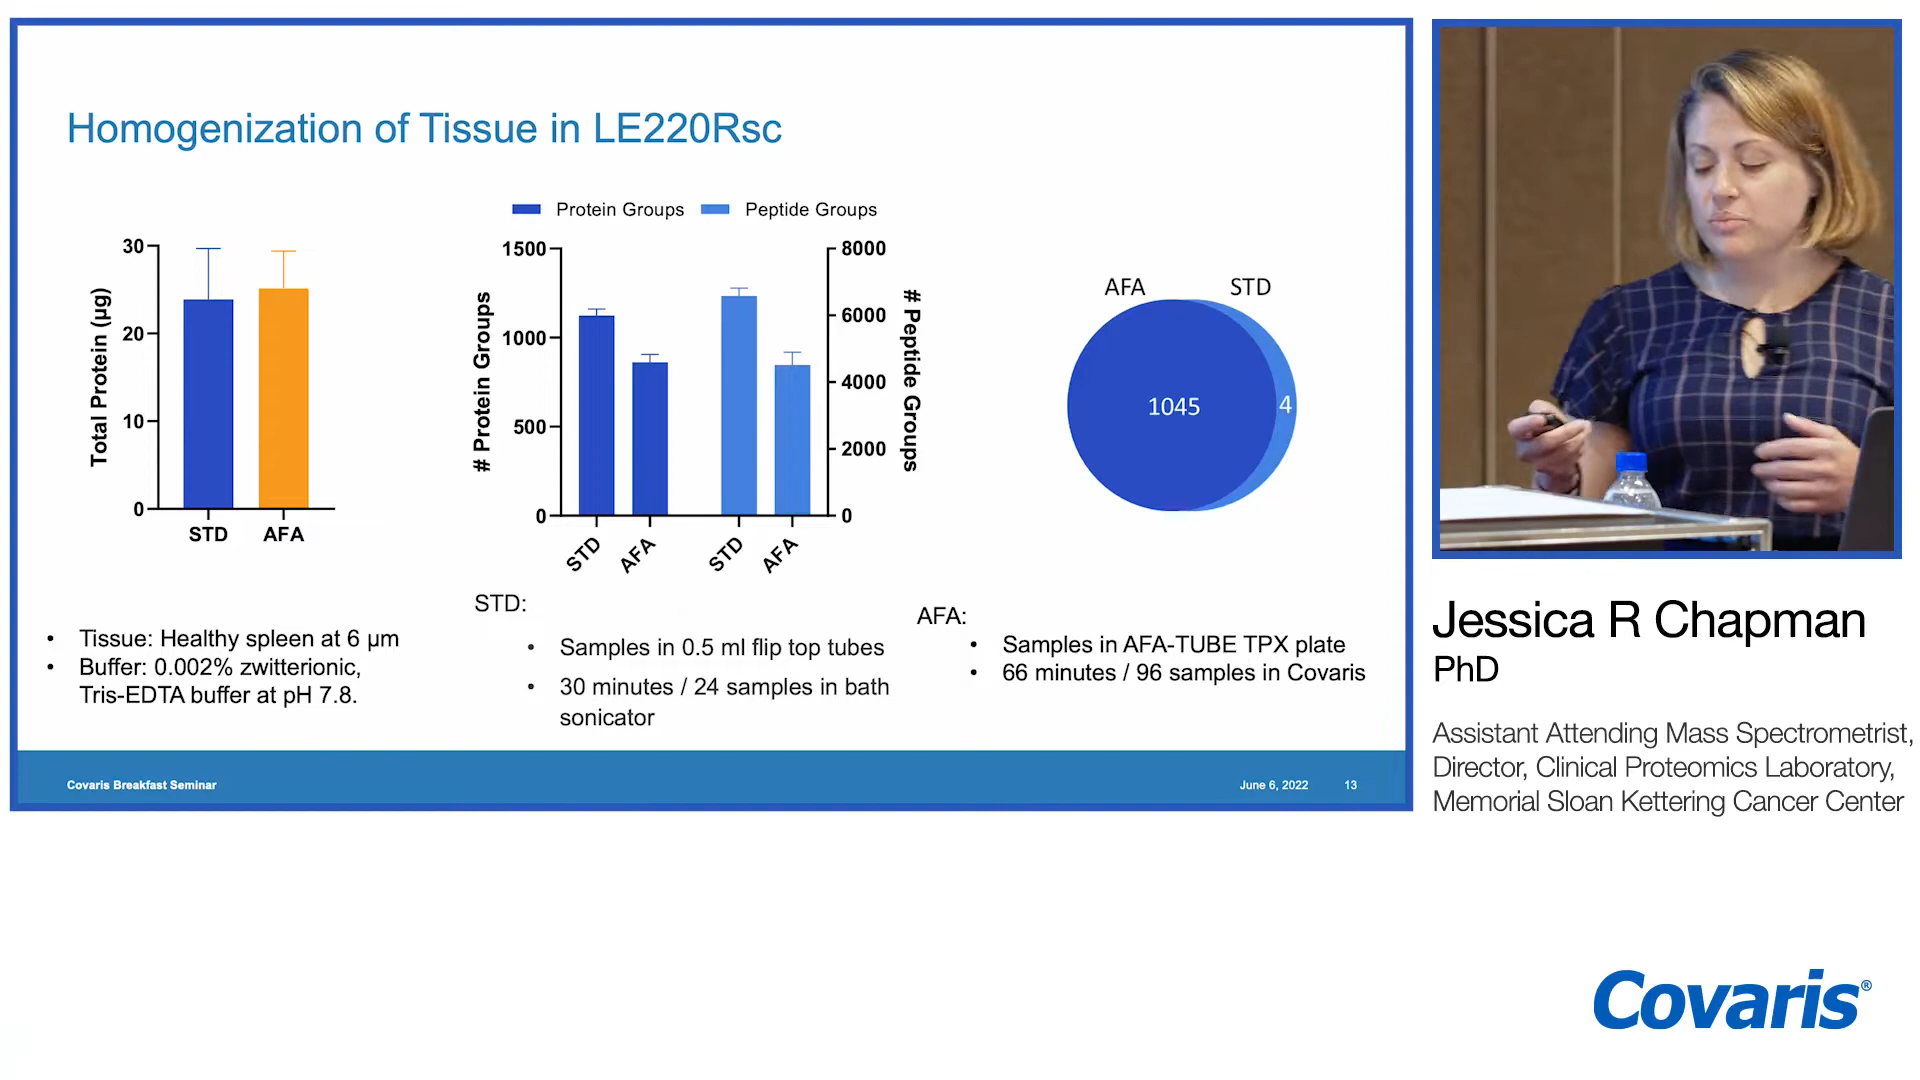 Homogenization of Tissue in LE220Rsc
Total Protein (µg)
30
20
10
0
STD
AFA
Protein Groups
Peptide Groups
# Protein Groups
1500
1000
500
0
8000
6000
4000
2000
0
# Peptide Groups
STD
AFA
STD
AFA
AFA
STD
1045
4
• Tissue: Healthy spleen at 6 µm
• Buffer: 0.002% zwitterionic,
Tris-EDTA buffer at pH 7.8.
STD:
• Samples in 0.5 ml flip top tubes
• 30 minutes / 24 samples in bath
sonicator
AFA:
• Samples in AFA-TUBE TPX plate
• 66 minutes / 96 samples in Covaris
Covaris Breakfast Seminar
June 6, 2022
13
Jessica R Chapman
PhD
Assistant Attending Mass Spectrometrist,
Director, Clinical Proteomics Laboratory,
Memorial Sloan Kettering Cancer Center
Covaris®